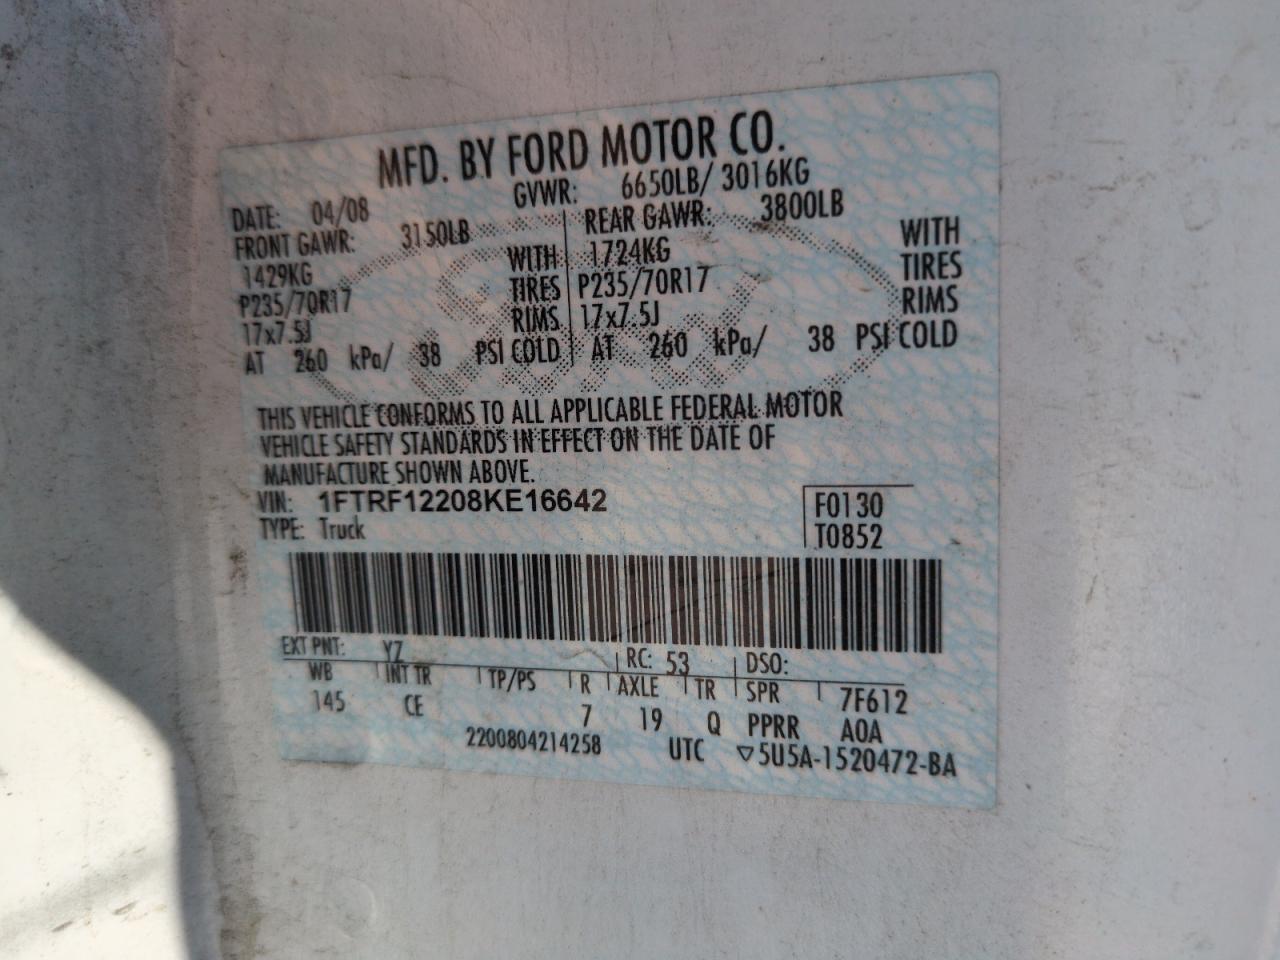 MFD. BY FORD MOTOR CO.
DATE: 04/08 GVWR: 6650LB/ 3016KG
FRONT GAWR: 3150LB REAR GAWR: 3800LB
1429KG WITH 1724KG WITH
P235/70R17 TIRES P235/70R17 TIRES
17x7.5J RIMS 17x7.5J RIMS
AT 260 kPa/ 38 PSI COLD AT 260 kPa/ 38 PSI COLD
THIS VEHICLE CONFORMS TO ALL APPLICABLE FEDERAL MOTOR
VEHICLE SAFETY STANDARDS IN EFFECT ON THE DATE OF
MANUFACTURE SHOWN ABOVE.
VIN: 1FTRF12208KE16642 F0130
TYPE: Truck T0852
EXT PNT: YZ RC: 53 DSO:
WB INT TR TP/PS R AXLE TR SPR 7F612
145 CE 7 19 Q PPRR AOA
2200804214258 UTC ▽5U5A-1520472-BA